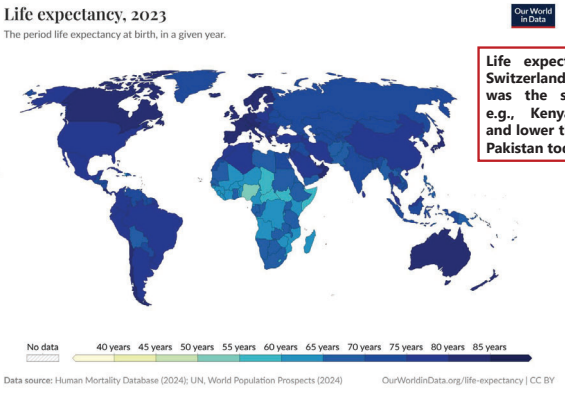 Life expectancy, 2023
The period life expectancy at birth, in a given year.
Our World
in Data
Life
Switzerland
was the
e.g.,
and lower
Pakistan
No data
40 years 45 years 50 years 55 years 60 years 65 years 70 years 75 years 80 years 85 years
Data source: Human Mortality Database (2024); UN, World Population Prospects (2024)
OurWorldinData.org/life-expectancy | CC BY